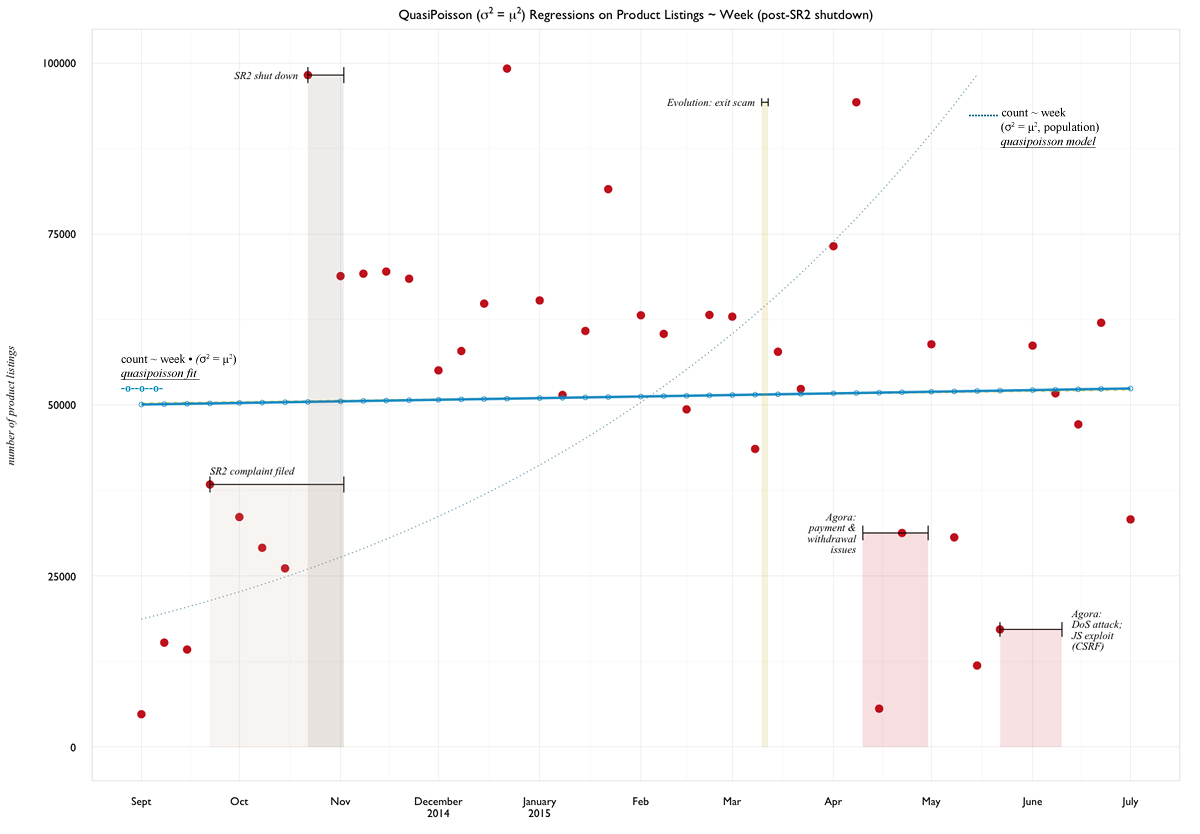 QuasiPoisson (σ² = μ²) Regressions on Product Listings ~ Week (post-SR2 shutdown)
100000
75000
50000
25000
0
number of product listings
SR2 shut down
Evolution: exit scam
count ~ week
(σ² = μ², population)
quasipoisson model
count ~ week • (σ² = μ²)
quasipoisson fit
SR2 complaint filed
Agora:
payment &
withdrawal
issues
Agora:
DoS attack;
JS exploit
(CSRF)
Sept
Oct
Nov
December
2014
January
2015
Feb
Mar
Apr
May
June
July